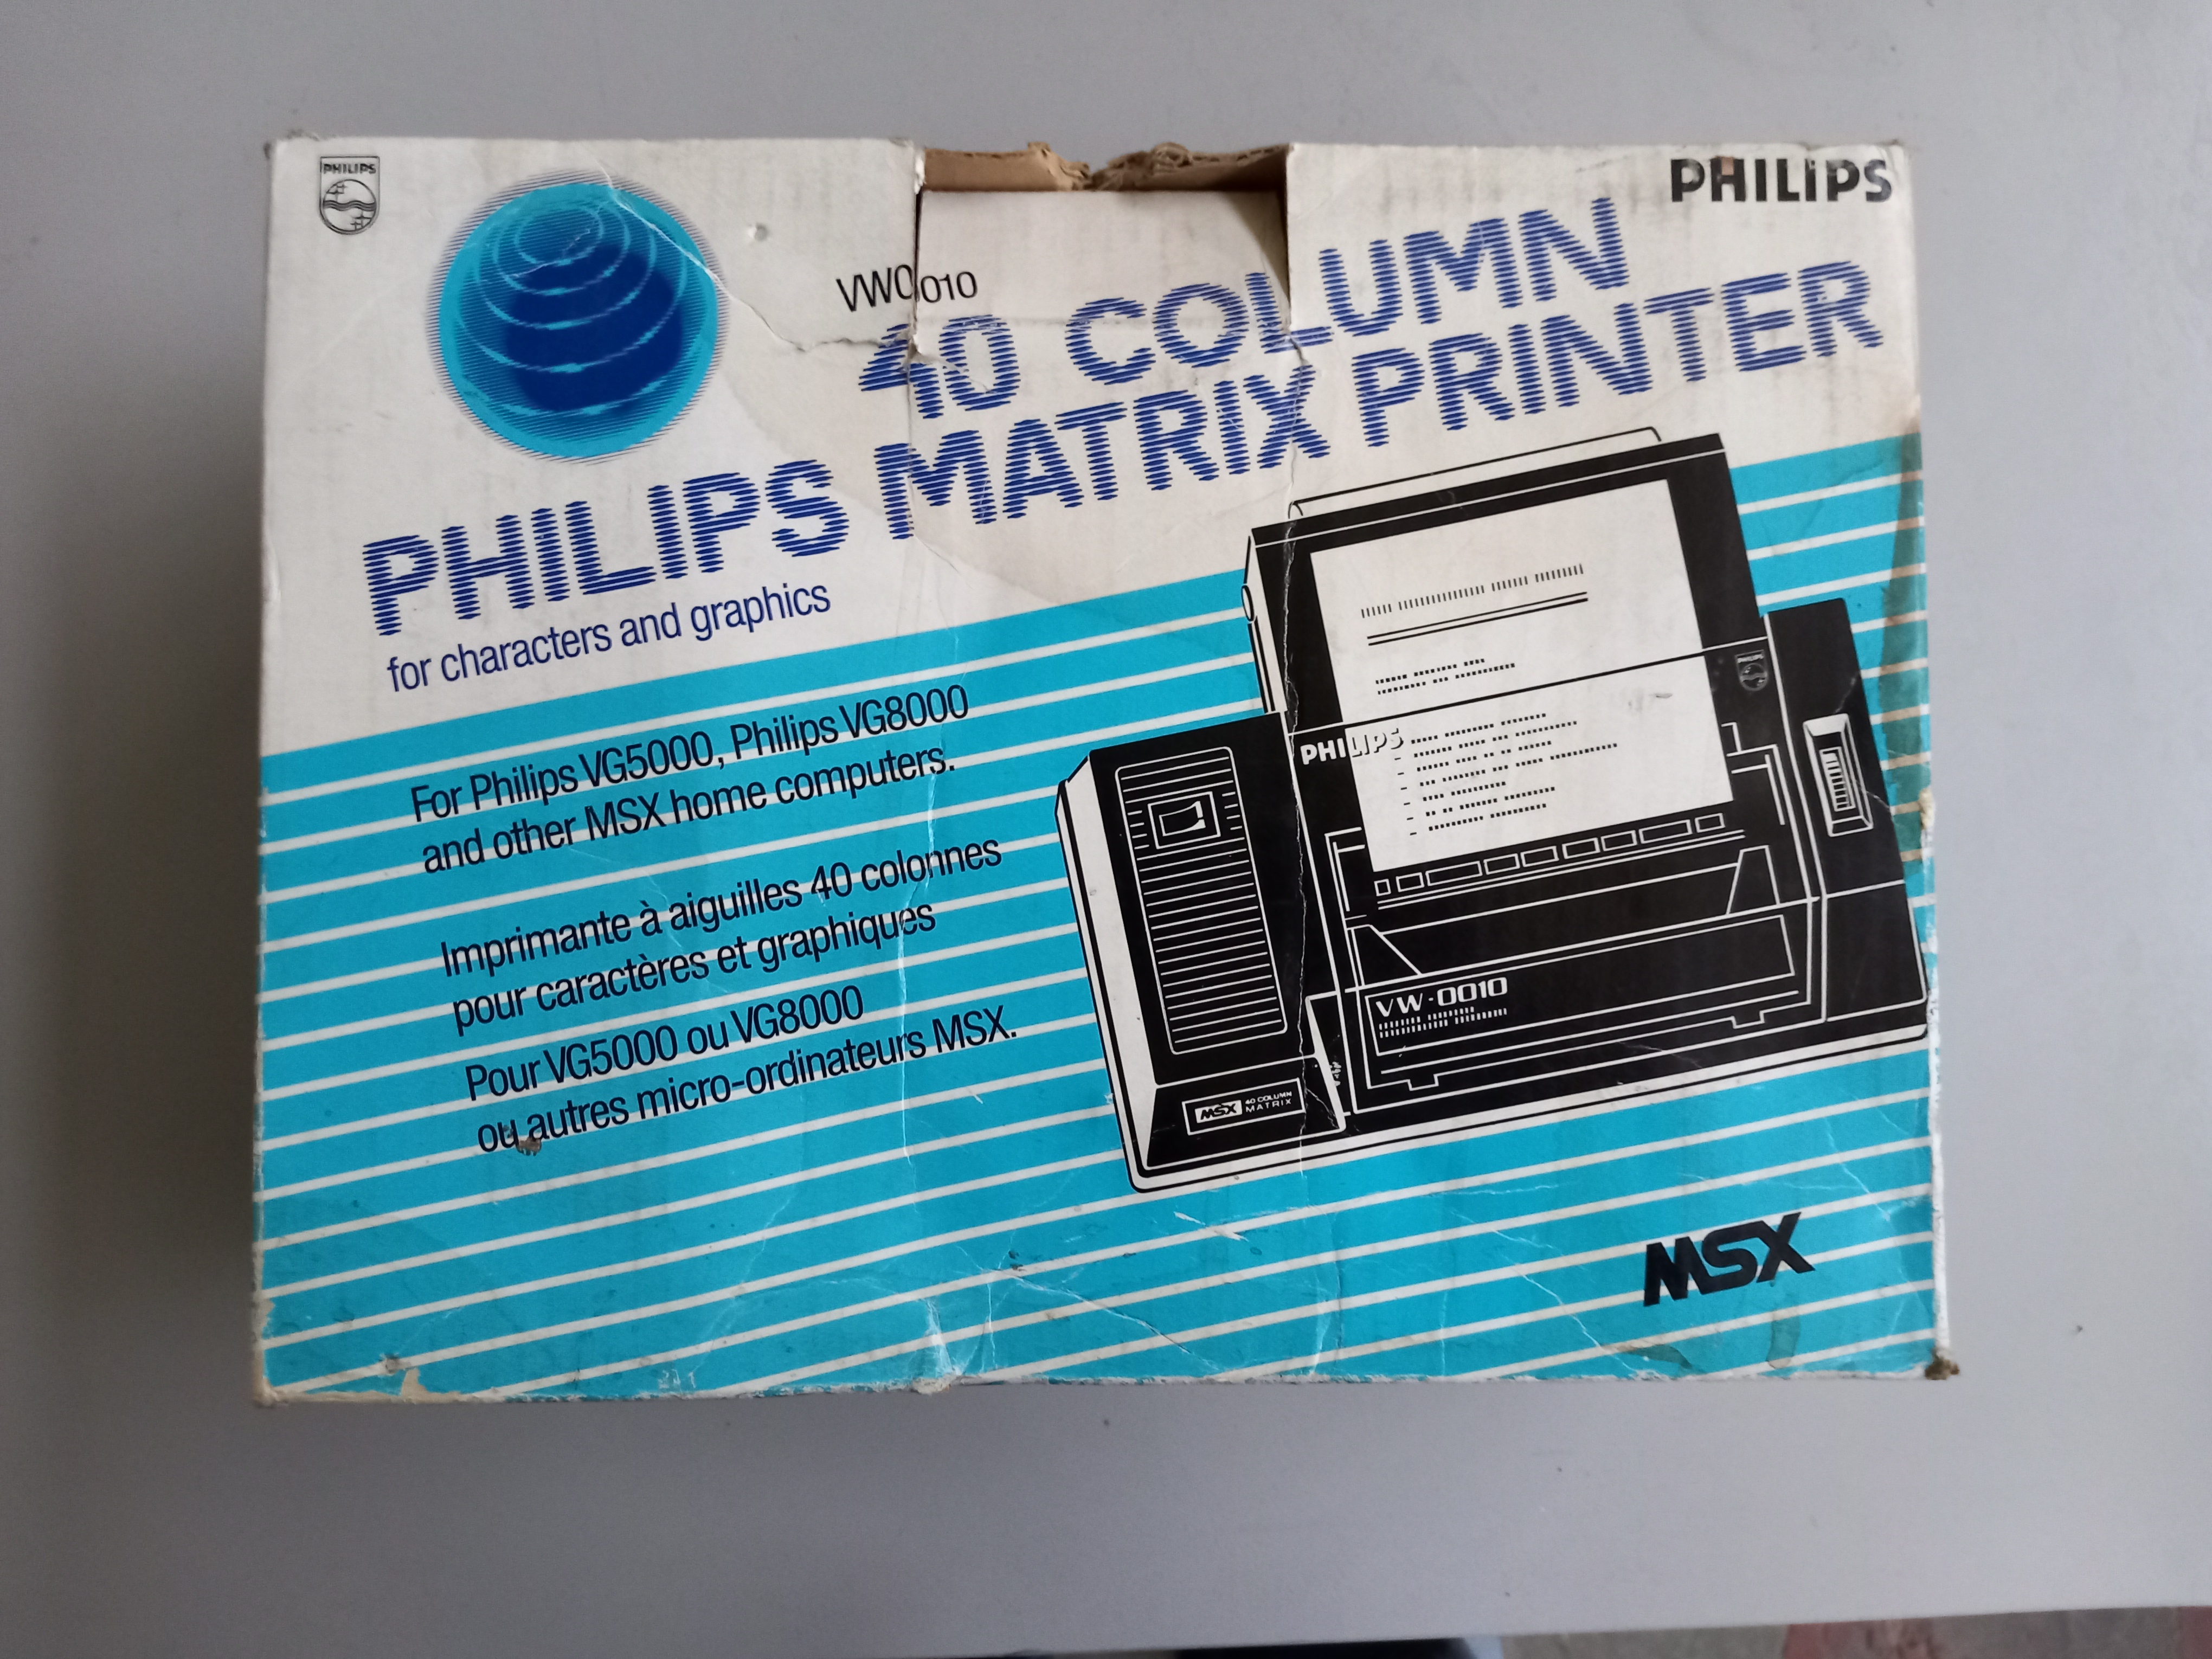 PHILIPS
PHILIPS
VW0010
40 COLUMN
PHILIPS MATRIX PRINTER
for characters and graphics
For Philips VG5000, Philips VG8000
and other MSX home computers.
Imprimante à aiguilles 40 colonnes
pour caractères et graphiques
Pour VG5000 ou VG8000
ou autres micro-ordinateurs MSX.
PHILIPS
PHILIPS
VW-0010
MSX 40 COLUMN
MATRIX
MSX